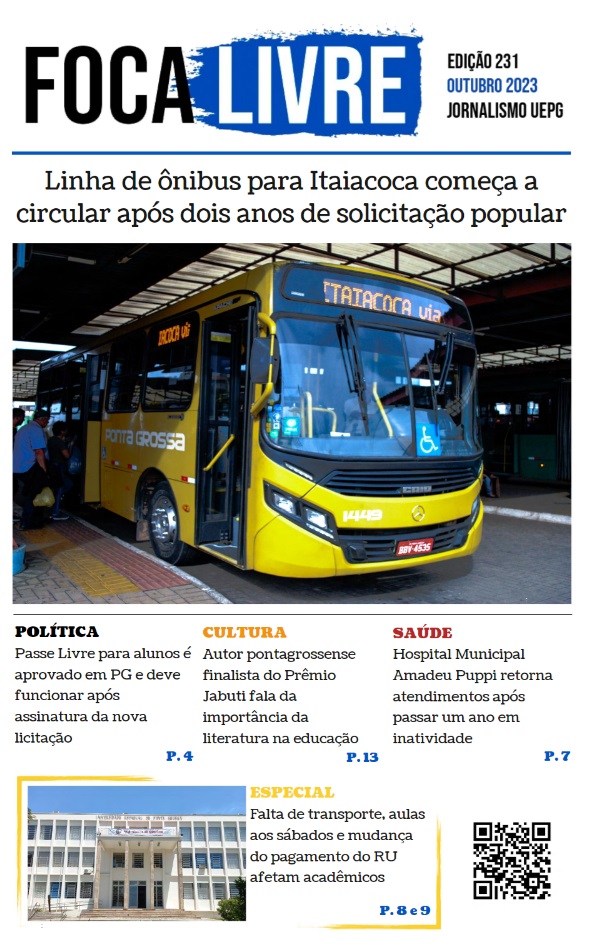 FOCA LIVRE
EDIÇÃO 231
OUTUBRO 2023
JORNALISMO UEPG
Linha de ônibus para Itaiacoca começa a
circular após dois anos de solicitação popular
ITAIACOCA via
IACOCA via
PONTA GROSSA
1449
BBV-4535
POLÍTICA
Passe Livre para alunos é
aprovado em PG e deve
funcionar após
assinatura da nova
licitação
P. 4
CULTURA
Autor pontagrossense
finalista do Prêmio
Jabuti fala da
importância da
literatura na educação
P. 13
SAÚDE
Hospital Municipal
Amadeu Puppi retorna
atendimentos após
passar um ano em
inatividade
P. 7
UNIVERSIDADE ESTADUAL DE PONTA GROSSA
ESPECIAL
Falta de transporte, aulas
aos sábados e mudança
do pagamento do RU
afetam acadêmicos
P. 8 e 9